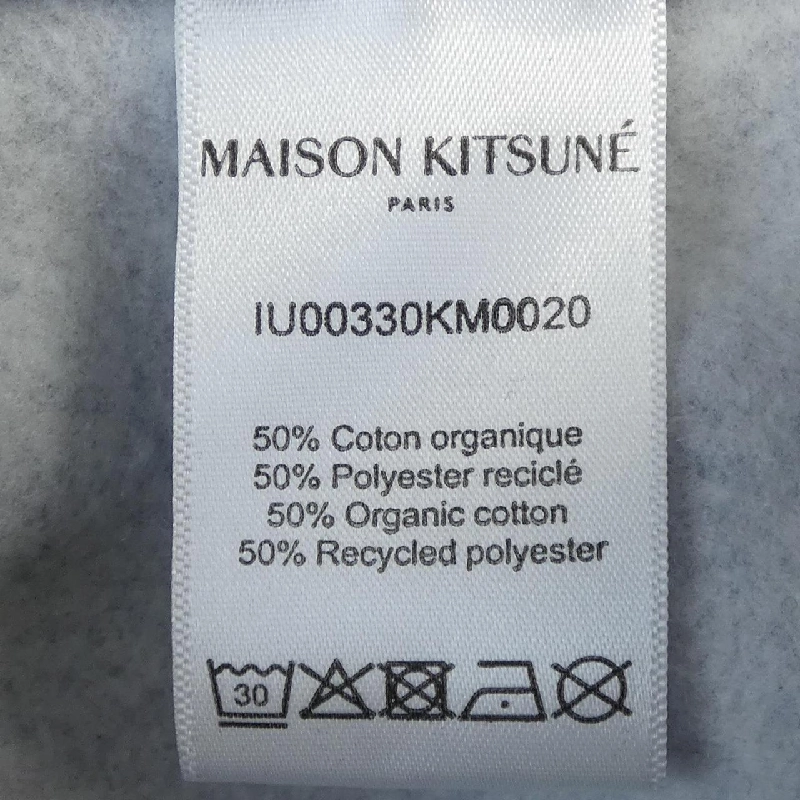 MAISON KITSUNÉ
PARIS
IU00330KM0020
50% Coton organique
50% Polyester reciclé
50% Organic cotton
50% Recycled polyester
30